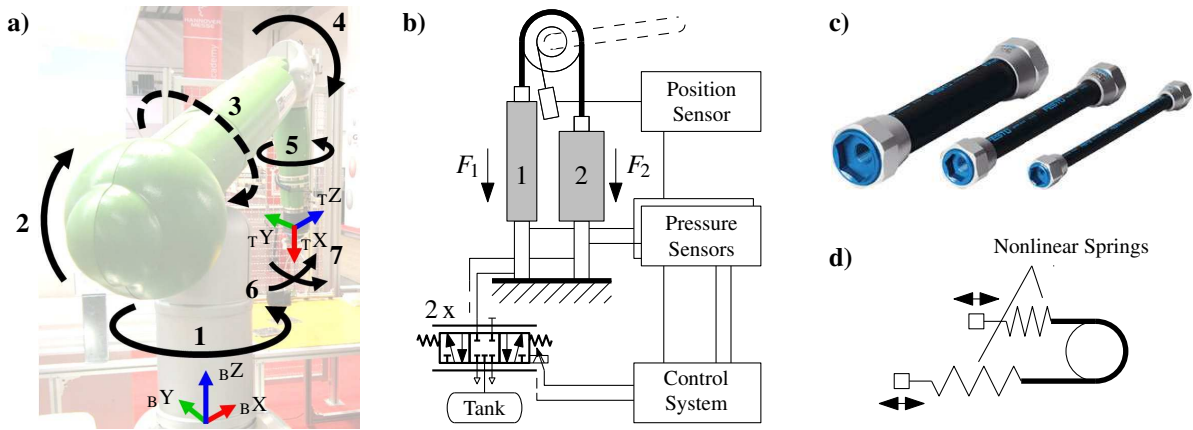 a)
4
3
5
2
TZ
TY
TX
7
6
1
BZ
BY
BX
b)
Position
Sensor
F1
1
2
F2
Pressure
Sensors
2 x
Tank
Control
System
c)
FESTO
d)
Nonlinear Springs